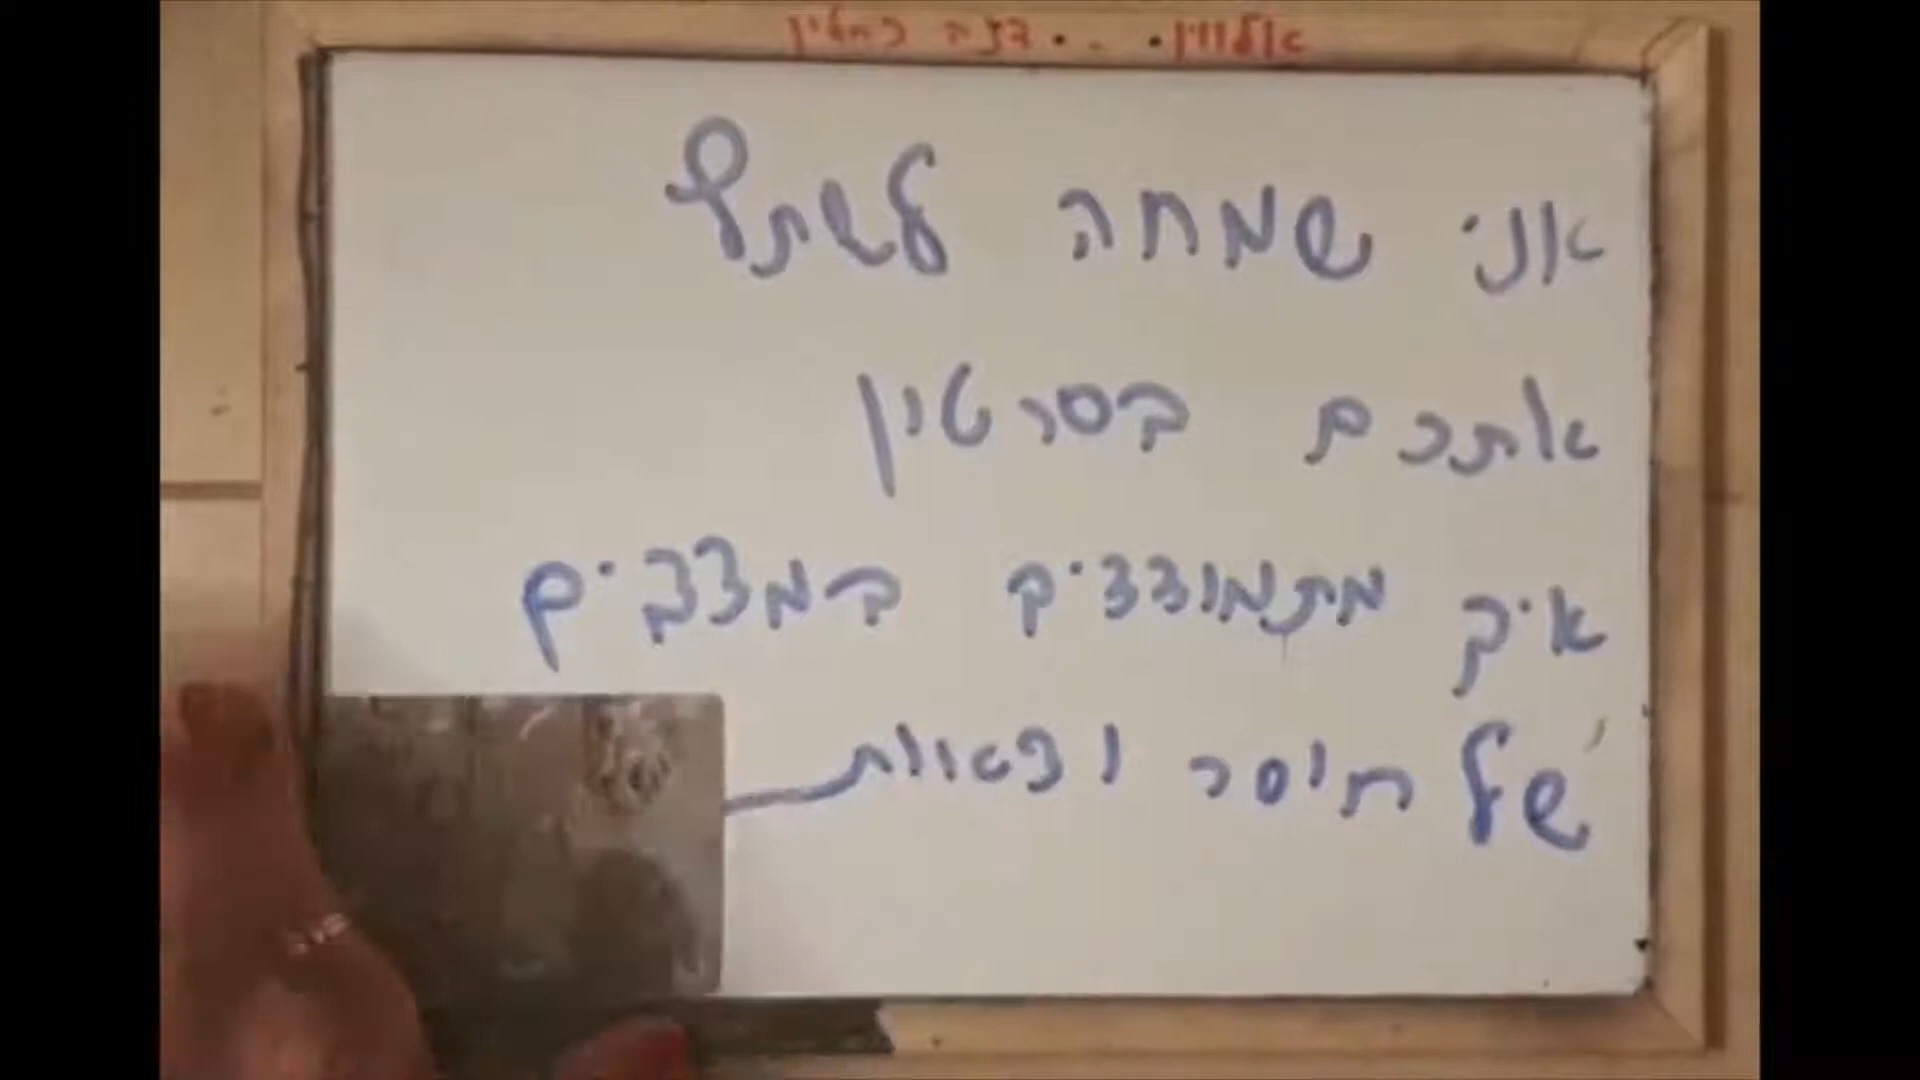 אני שמחה לשתף
אתכם בסרטון
איך מתמודדים במצבים
של חוסר ודאות